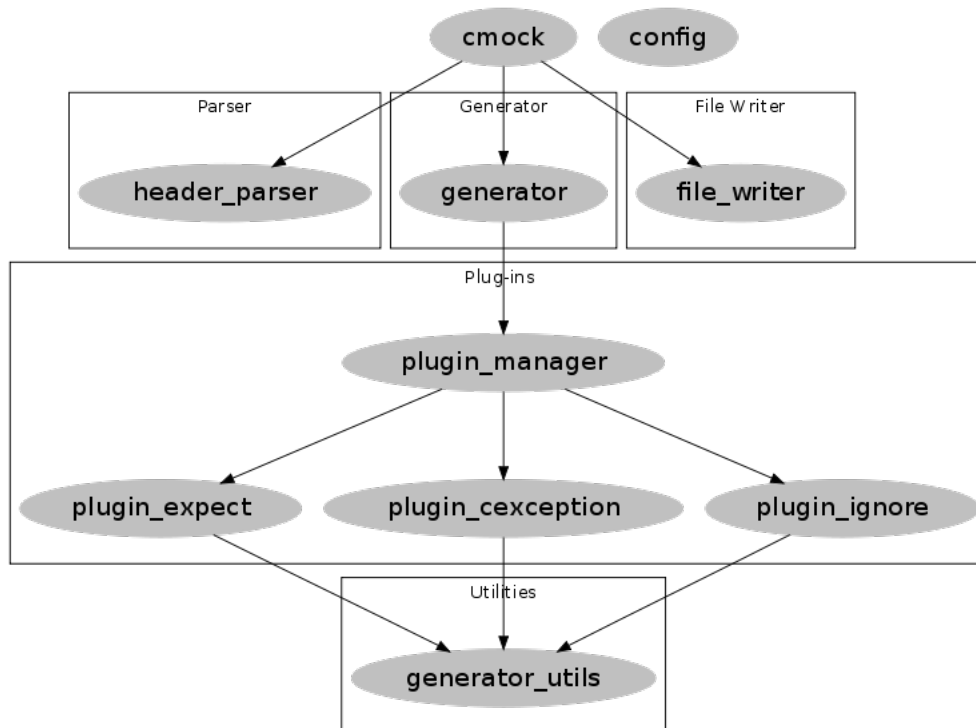 cmock
config
Parser
Generator
File Writer
header_parser
generator
file_writer
Plug-ins
plugin_manager
plugin_expect
plugin_cexception
plugin_ignore
Utilities
generator_utils